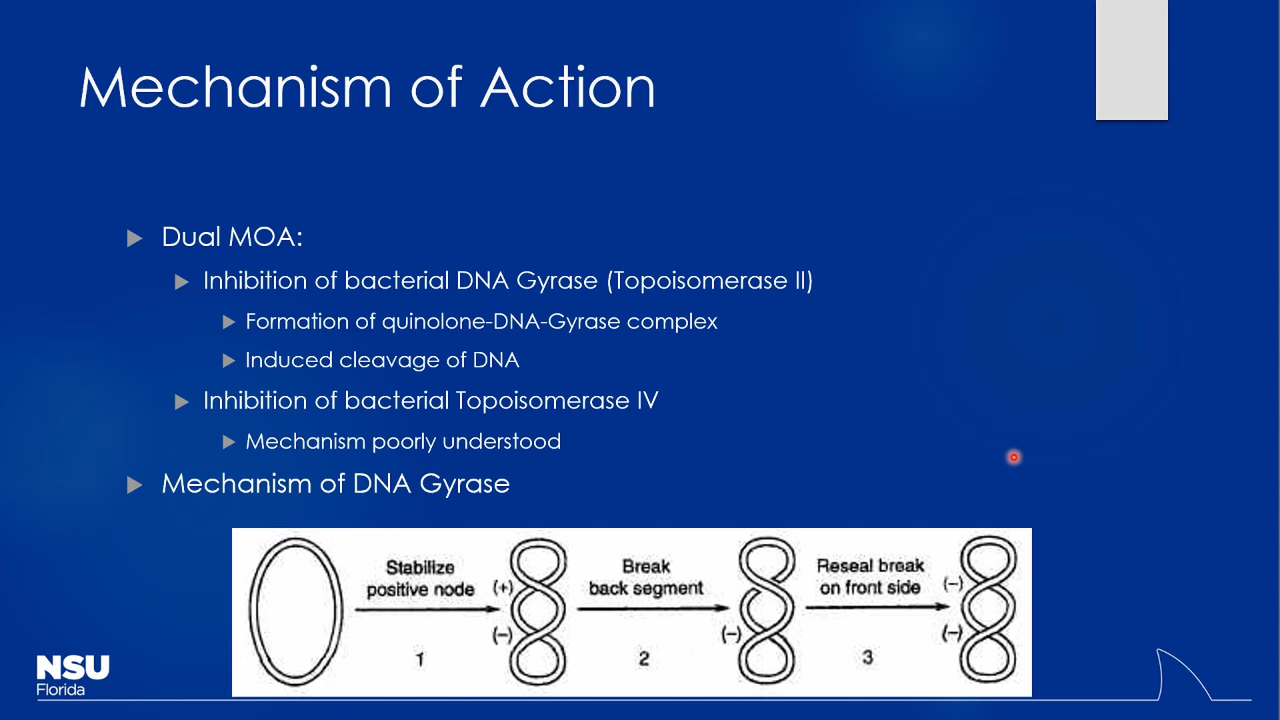 Mechanism of Action
Dual MOA:
Inhibition of bacterial DNA Gyrase (Topoisomerase II)
Formation of quinolone-DNA-Gyrase complex
Induced cleavage of DNA
Inhibition of bacterial Topoisomerase IV
Mechanism poorly understood
Mechanism of DNA Gyrase
Stabilize
positive node
1
(+)
(–)
Break
back segment
2
(–)
Reseal break
on front side
3
(–)
(–)
NSU
Florida